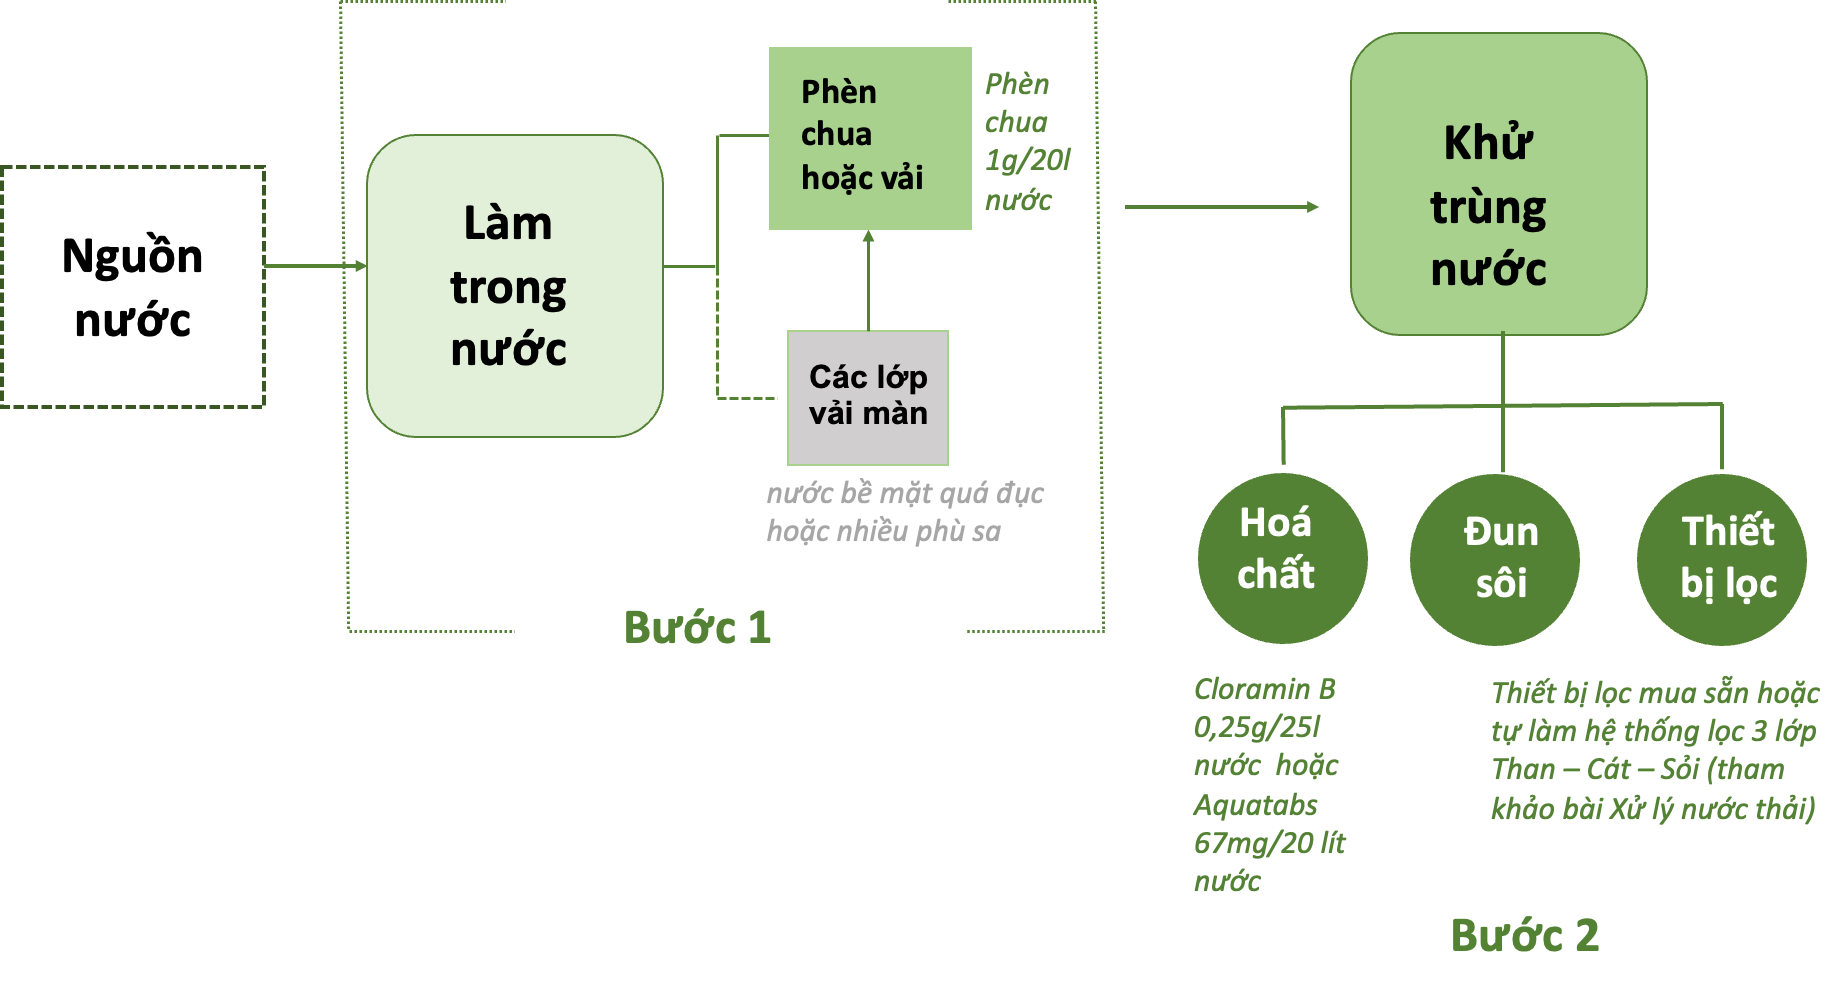 Nguồn
nước
Làm
trong
nước
Phèn
chua
hoặc vải
Phèn
chua
1g/20l
nước
Các lớp
vải màn
nước bề mặt quá đục
hoặc nhiều phù sa
Bước 1
Khử
trùng
nước
Hoá
chất
Đun
sôi
Thiết
bị lọc
Cloramin B
0,25g/25l
nước hoặc
Aquatabs
67mg/20 lít
nước
Thiết bị lọc mua sẵn hoặc
tự làm hệ thống lọc 3 lớp
Than – Cát – Sỏi (tham
khảo bài Xử lý nước thải)
Bước 2